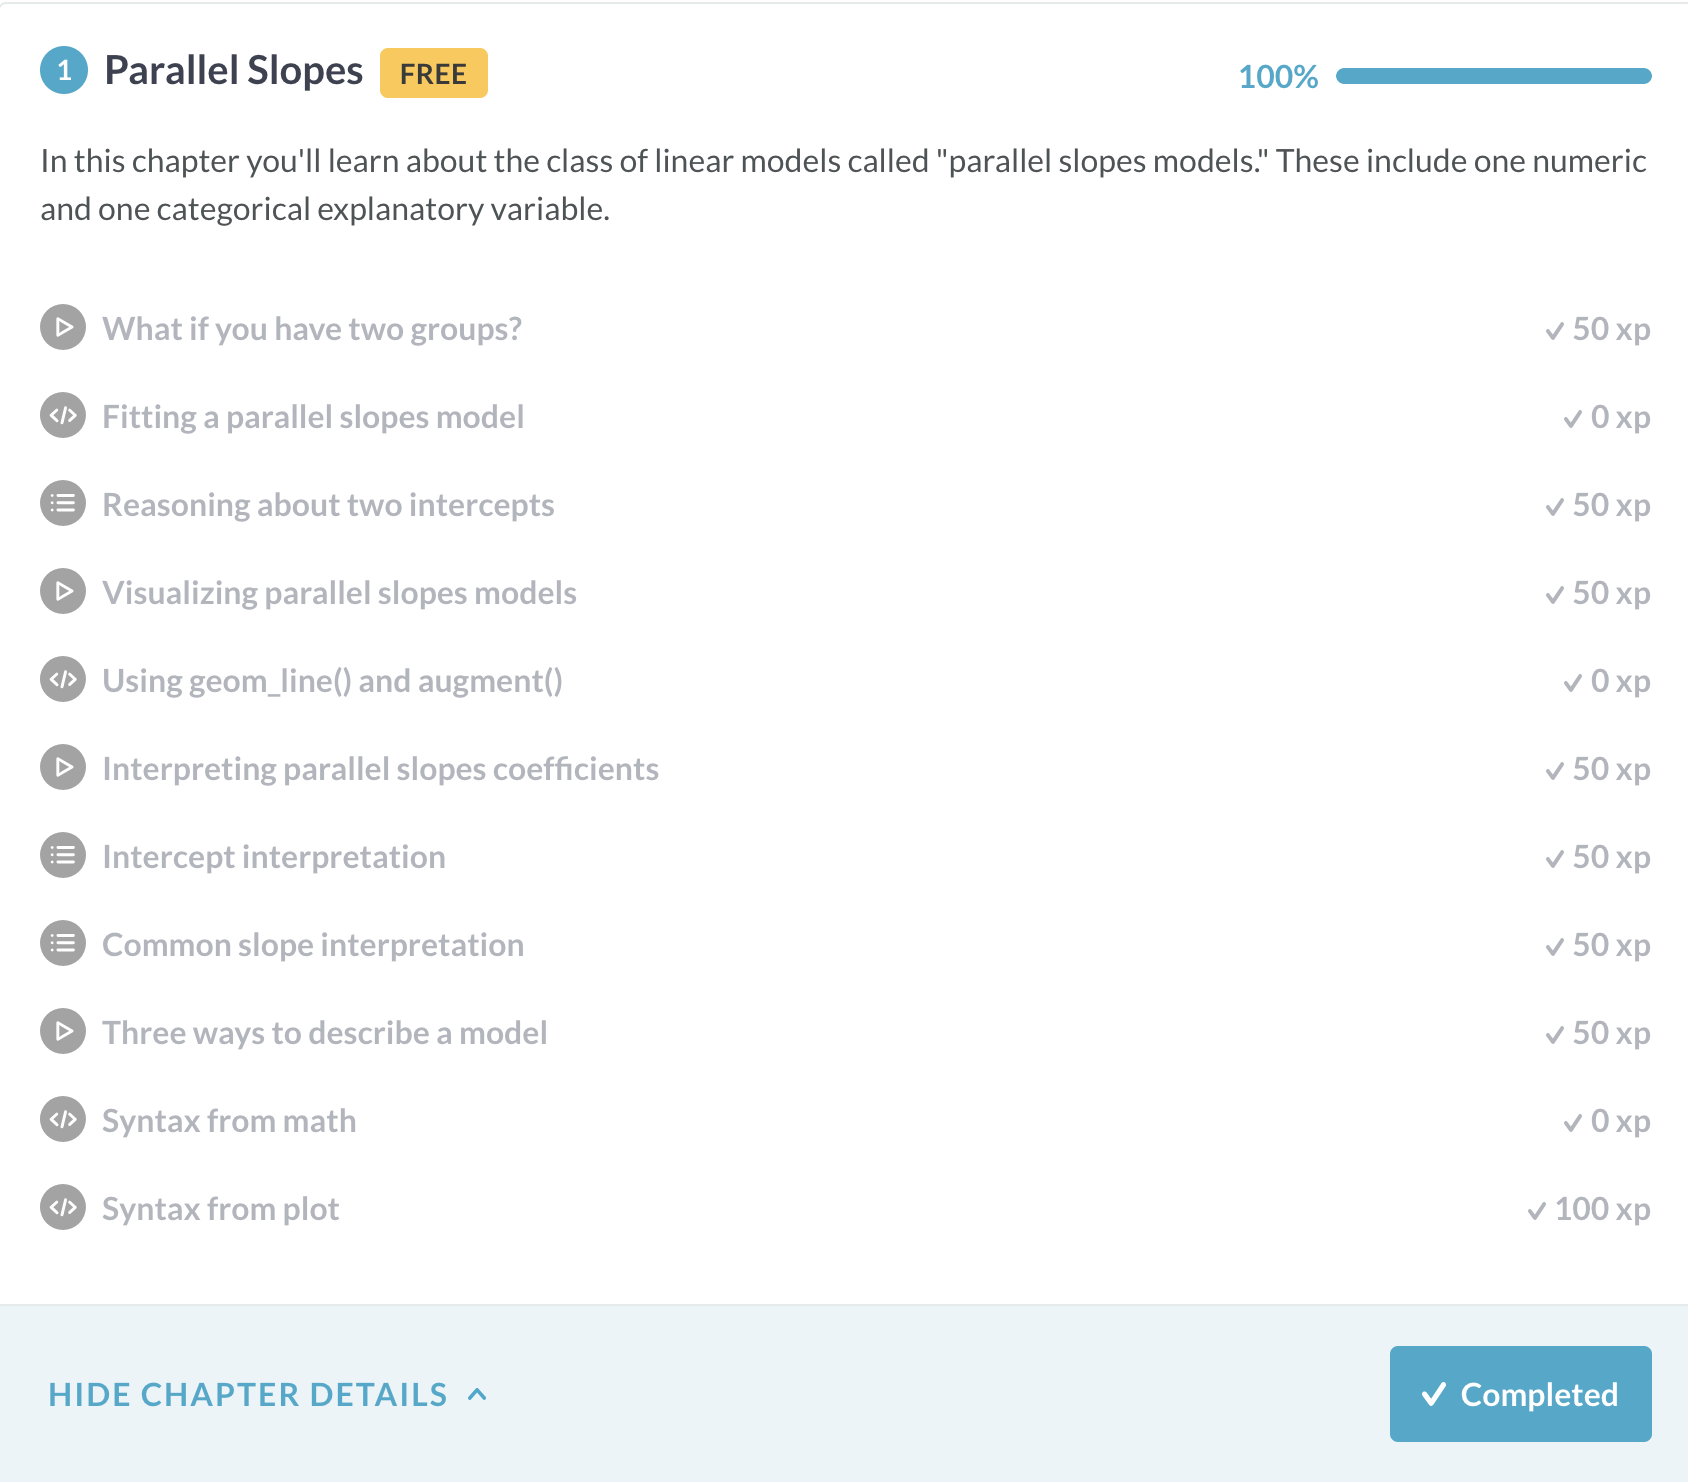 1 Parallel Slopes FREE 100%
In this chapter you'll learn about the class of linear models called "parallel slopes models." These include one numeric
and one categorical explanatory variable.
What if you have two groups? ✓ 50 xp
</> Fitting a parallel slopes model ✓ 0 xp
Reasoning about two intercepts ✓ 50 xp
Visualizing parallel slopes models ✓ 50 xp
</> Using geom_line() and augment() ✓ 0 xp
Interpreting parallel slopes coefficients ✓ 50 xp
Intercept interpretation ✓ 50 xp
Common slope interpretation ✓ 50 xp
Three ways to describe a model ✓ 50 xp
</> Syntax from math ✓ 0 xp
</> Syntax from plot ✓ 100 xp
HIDE CHAPTER DETAILS ✓ Completed